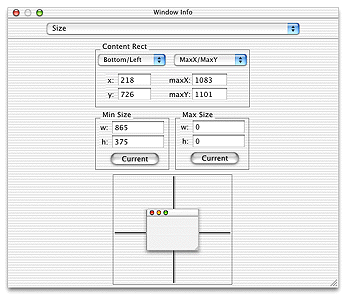 Window Info
Size
Content Rect
Bottom/Left MaxX/MaxY
x: 218 maxX: 1083
y: 726 maxY: 1101
Min Size Max Size
w: 865 w: 0
h: 375 h: 0
Current Current